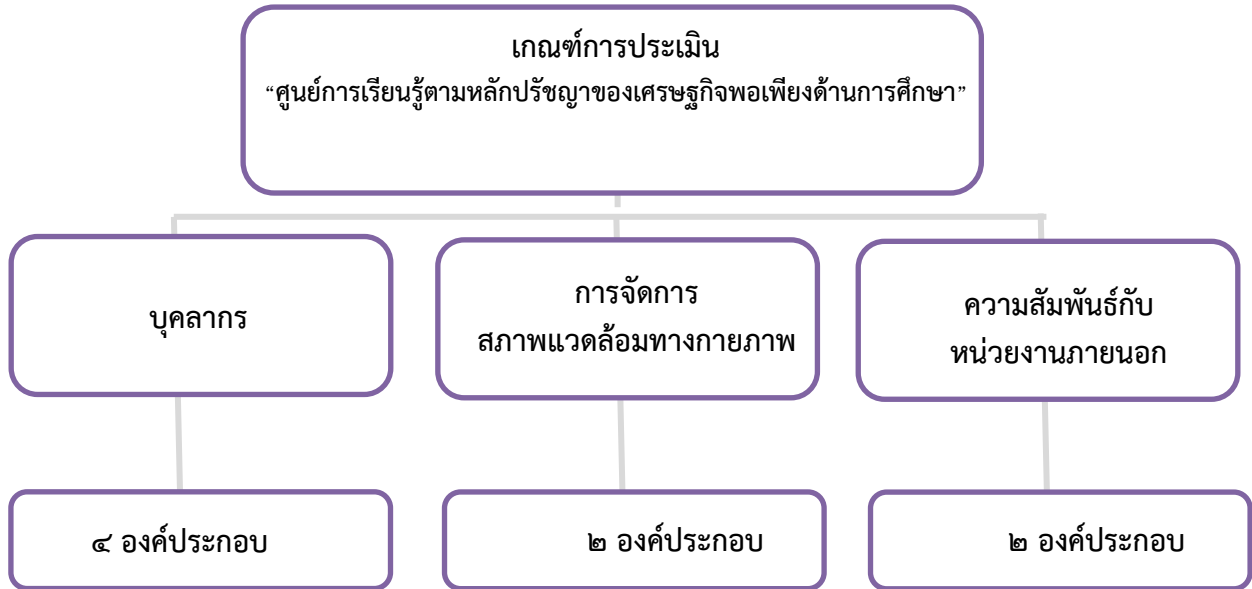 เกณฑ์การประเมิน
“ศูนย์การเรียนรู้ตามหลักปรัชญาของเศรษฐกิจพอเพียงด้านการศึกษา”
บุคลากร
การจัดการ
สภาพแวดล้อมทางกายภาพ
ความสัมพันธ์กับ
หน่วยงานภายนอก
๔ องค์ประกอบ
๒ องค์ประกอบ
๒ องค์ประกอบ